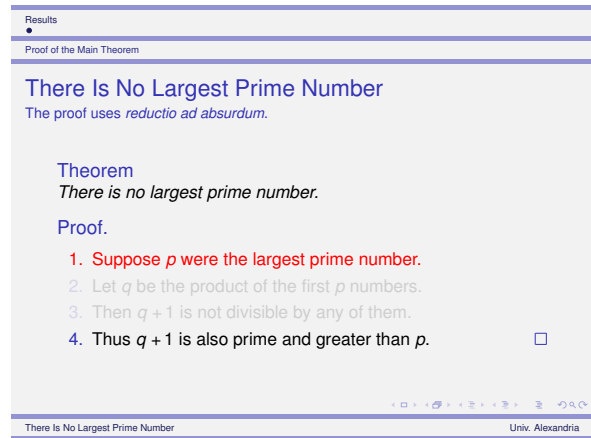 Results
Proof of the Main Theorem
There Is No Largest Prime Number
The proof uses reductio ad absurdum.
Theorem
There is no largest prime number.
Proof.
1. Suppose p were the largest prime number.
2. Let q be the product of the first p numbers.
3. Then q + 1 is not divisible by any of them.
4. Thus q + 1 is also prime and greater than p.
There Is No Largest Prime Number
Univ. Alexandria